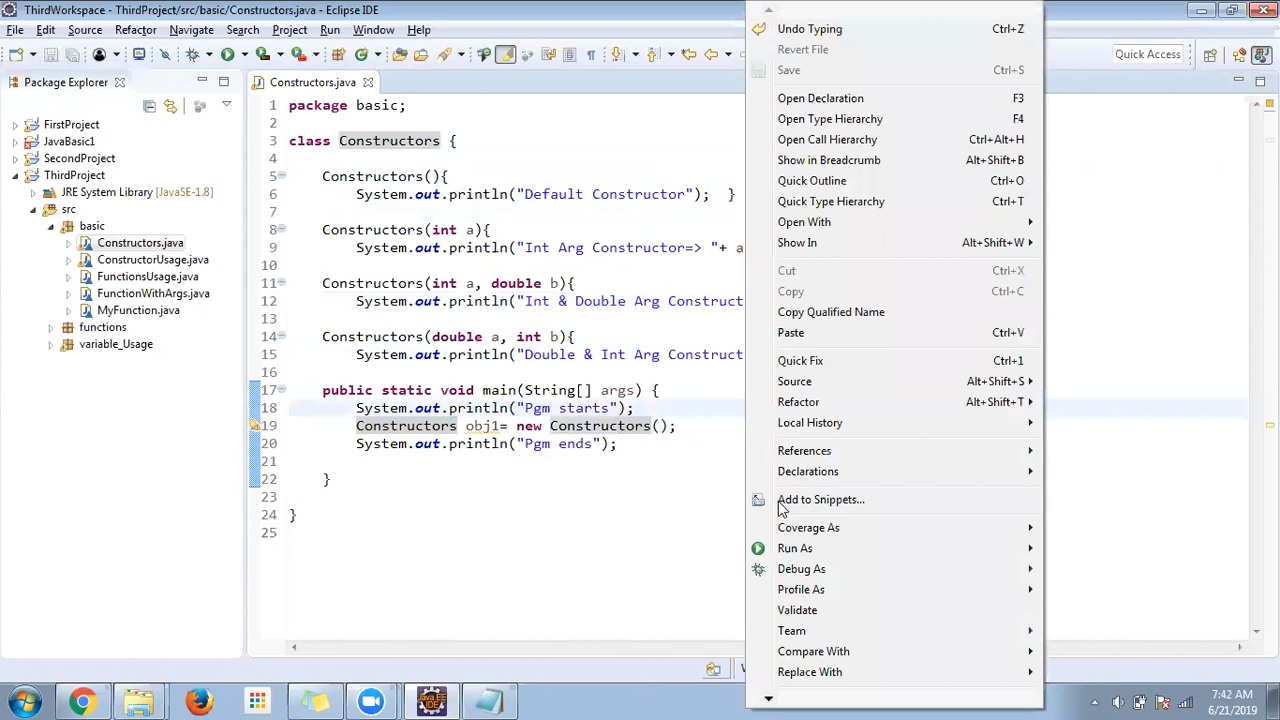 ThirdWorkspace - ThirdProject/src/basic/Constructors.java - Eclipse IDE
File Edit Source Refactor Navigate Search Project Run Window Help
Quick Access
Package Explorer
FirstProject
JavaBasic1
SecondProject
ThirdProject
JRE System Library [JavaSE-1.8]
src
basic
Constructors.java
ConstructorUsage.java
FunctionsUsage.java
FunctionWithArgs.java
MyFunction.java
functions
variable_Usage
Constructors.java
1 package basic;
2
3 class Constructors {
4
5 Constructors(){
6 System.out.println("Default Constructor"); }
7
8 Constructors(int a){
9 System.out.println("Int Arg Constructor=> "+ a
10
11 Constructors(int a, double b){
12 System.out.println("Int & Double Arg Construct
13
14 Constructors(double a, int b){
15 System.out.println("Double & Int Arg Construct
16
17 public static void main(String[] args) {
18 System.out.println("Pgm starts");
19 Constructors obj1= new Constructors();
20 System.out.println("Pgm ends");
21
22 }
23
24 }
25
Undo Typing Ctrl+Z
Revert File
Save Ctrl+S
Open Declaration F3
Open Type Hierarchy F4
Open Call Hierarchy Ctrl+Alt+H
Show in Breadcrumb Alt+Shift+B
Quick Outline Ctrl+O
Quick Type Hierarchy Ctrl+T
Open With
Show In Alt+Shift+W
Cut Ctrl+X
Copy Ctrl+C
Copy Qualified Name
Paste Ctrl+V
Quick Fix Ctrl+1
Source Alt+Shift+S
Refactor Alt+Shift+T
Local History
References
Declarations
Add to Snippets...
Coverage As
Run As
Debug As
Profile As
Validate
Team
Compare With
Replace With
Java EE
IDE
7:42 AM
6/21/2019